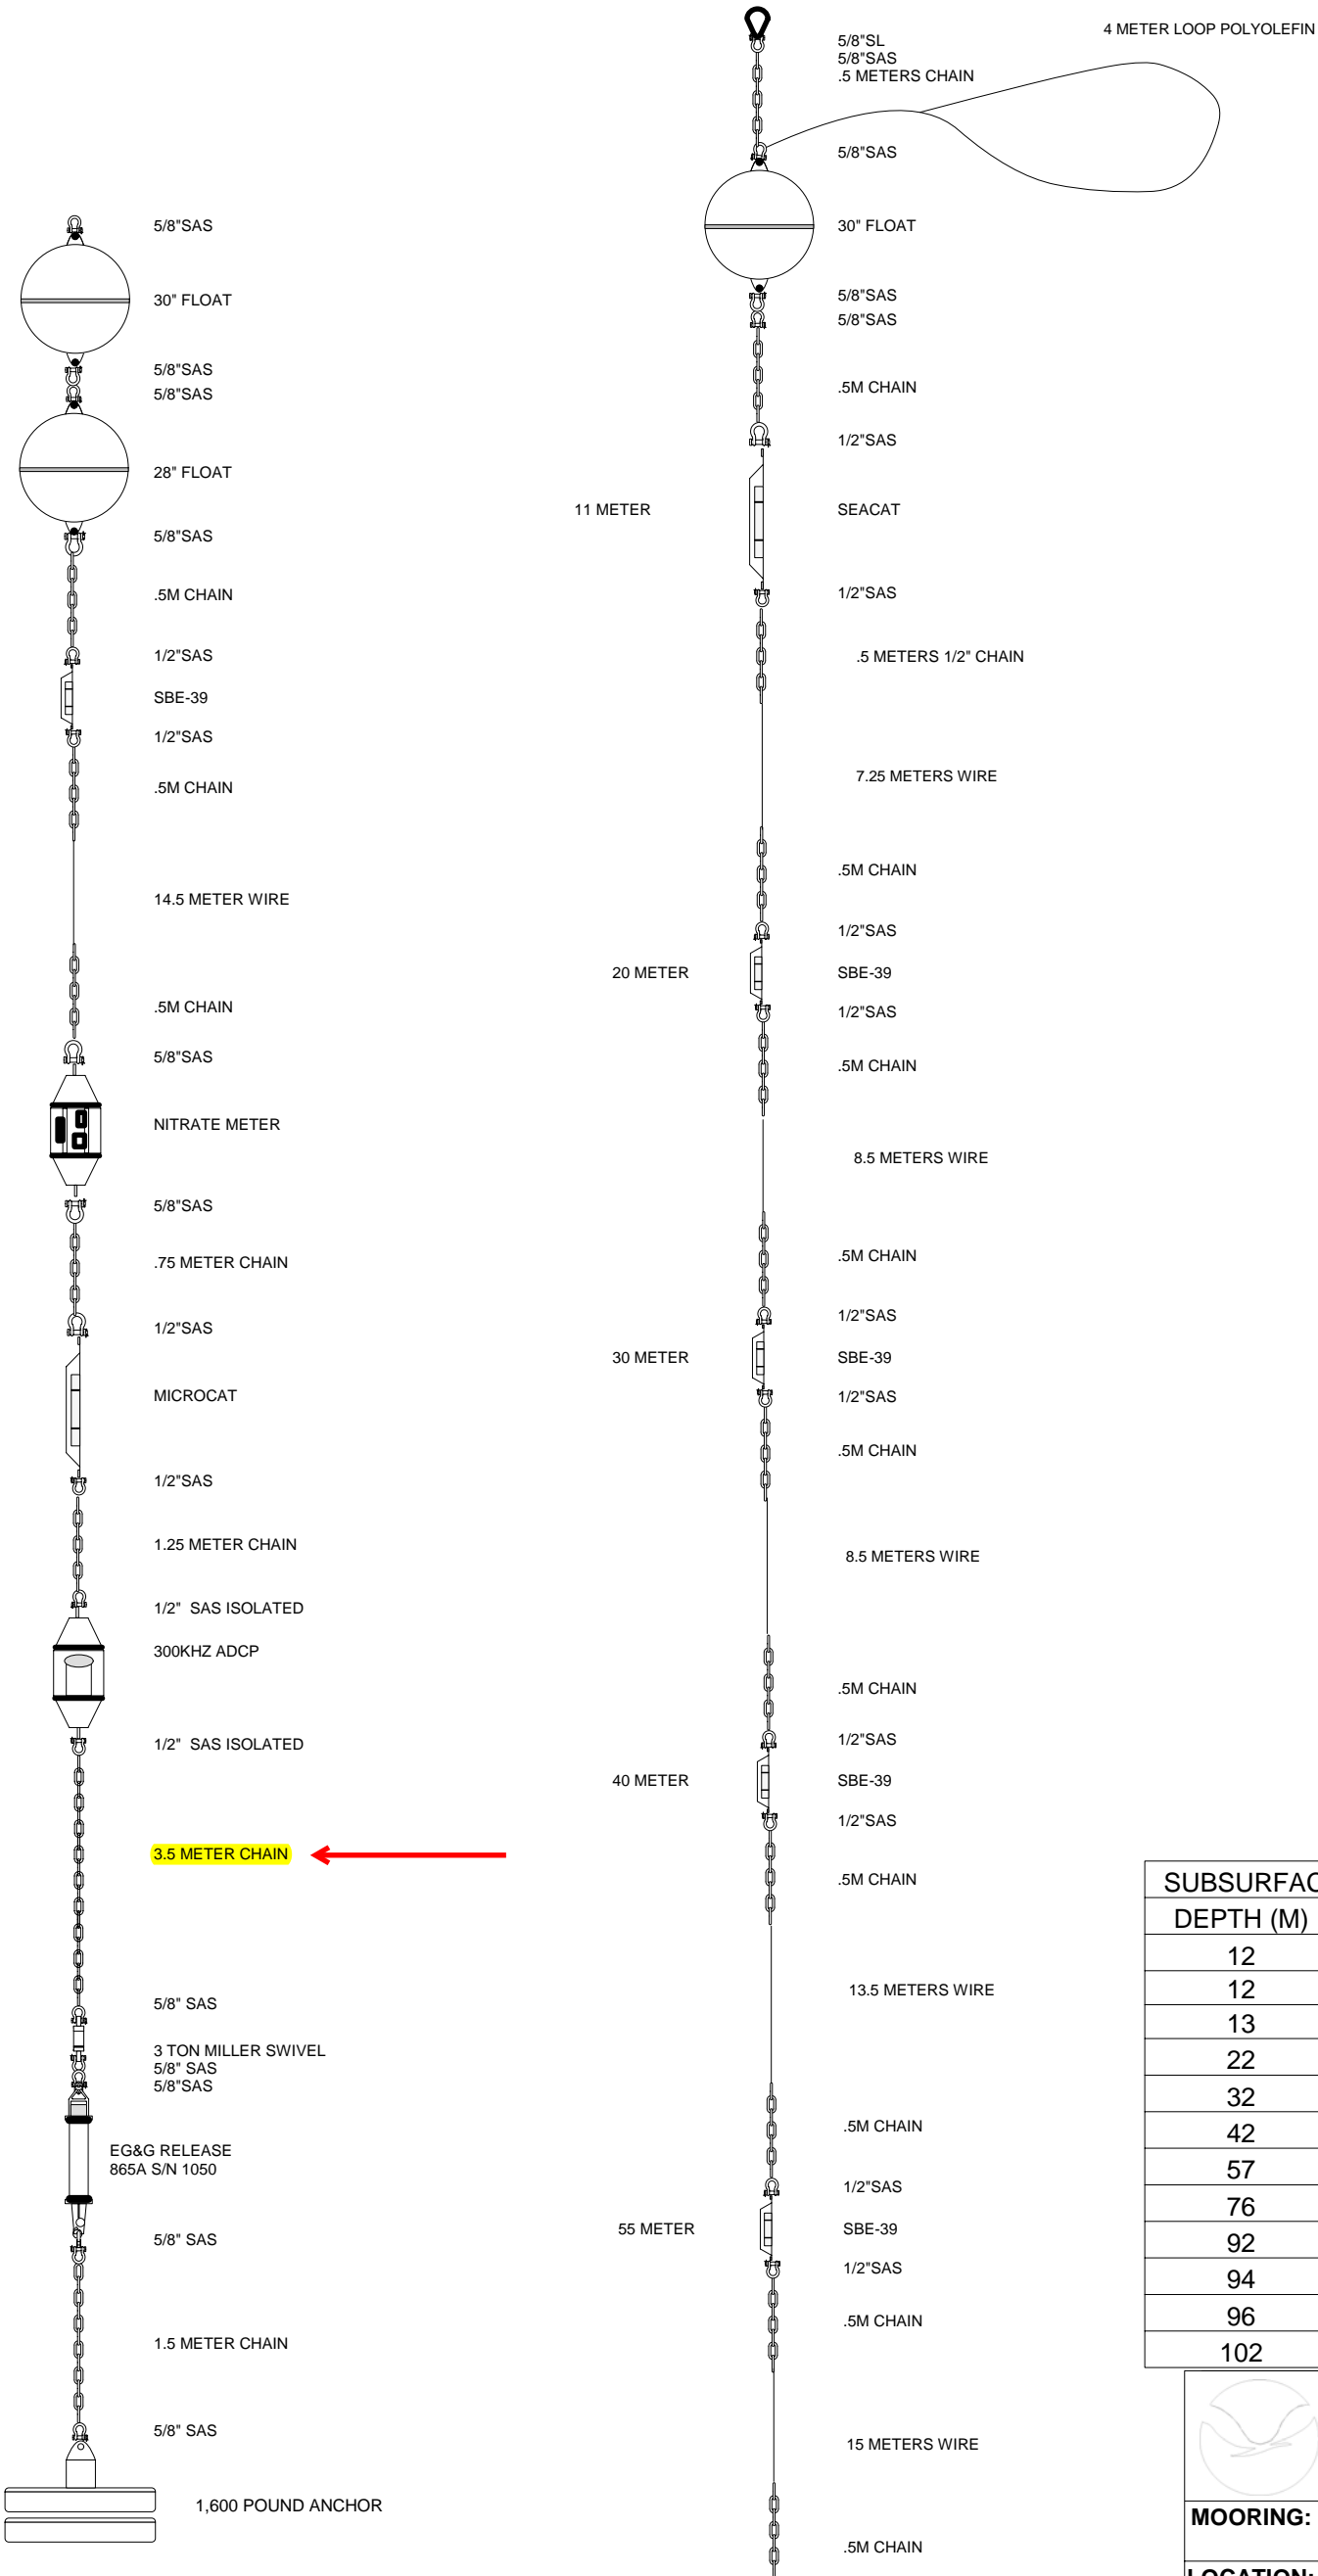 5/8"SAS
30" FLOAT
5/8"SAS
5/8"SAS
28" FLOAT
5/8"SAS
.5M CHAIN
1/2"SAS
SBE-39
1/2"SAS
.5M CHAIN
14.5 METER WIRE
.5M CHAIN
5/8"SAS
NITRATE METER
5/8"SAS
.75 METER CHAIN
1/2"SAS
MICROCAT
1/2"SAS
1.25 METER CHAIN
1/2" SAS ISOLATED
300KHZ ADCP
1/2" SAS ISOLATED
3.5 METER CHAIN
5/8" SAS
3 TON MILLER SWIVEL
5/8" SAS
5/8"SAS
EG&G RELEASE
865A S/N 1050
5/8" SAS
1.5 METER CHAIN
5/8" SAS
1,600 POUND ANCHOR
5/8"SL
5/8"SAS
.5 METERS CHAIN
4 METER LOOP POLYOLEFIN
5/8"SAS
30" FLOAT
5/8"SAS
5/8"SAS
.5M CHAIN
1/2"SAS
11 METER SEACAT
1/2"SAS
.5 METERS 1/2" CHAIN
7.25 METERS WIRE
.5M CHAIN
1/2"SAS
20 METER SBE-39
1/2"SAS
.5M CHAIN
8.5 METERS WIRE
.5M CHAIN
1/2"SAS
30 METER SBE-39
1/2"SAS
.5M CHAIN
8.5 METERS WIRE
.5M CHAIN
1/2"SAS
40 METER SBE-39
1/2"SAS
.5M CHAIN
13.5 METERS WIRE
.5M CHAIN
1/2"SAS
55 METER SBE-39
1/2"SAS
.5M CHAIN
15 METERS WIRE
.5M CHAIN
SUBSURFAC
DEPTH (M)
12
12
13
22
32
42
57
76
92
94
96
102
MOORING:
LOCATION: